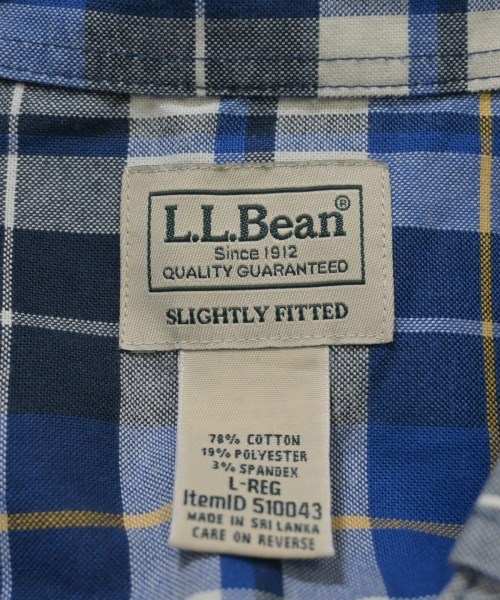 L.L.Bean®
Since 1912
QUALITY GUARANTEED
SLIGHTLY FITTED
78% COTTON
19% POLYESTER
3% SPANDEX
L-REG
ItemID 510043
MADE IN SRI LANKA
CARE ON REVERSE